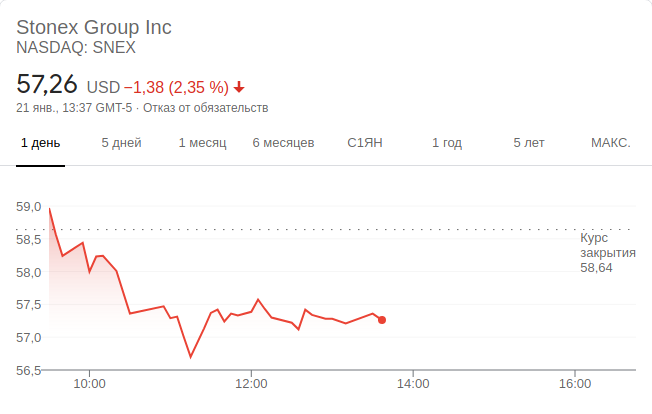 Stonex Group Inc
NASDAQ: SNEX
57,26 USD −1,38 (2,35 %)
21 янв., 13:37 GMT-5 · Отказ от обязательств
1 день 5 дней 1 месяц 6 месяцев С1ЯН 1 год 5 лет МАКС.
59,0
58,5
58,0
57,5
57,0
56,5
Курс
закрытия
58,64
10:00 12:00 14:00 16:00